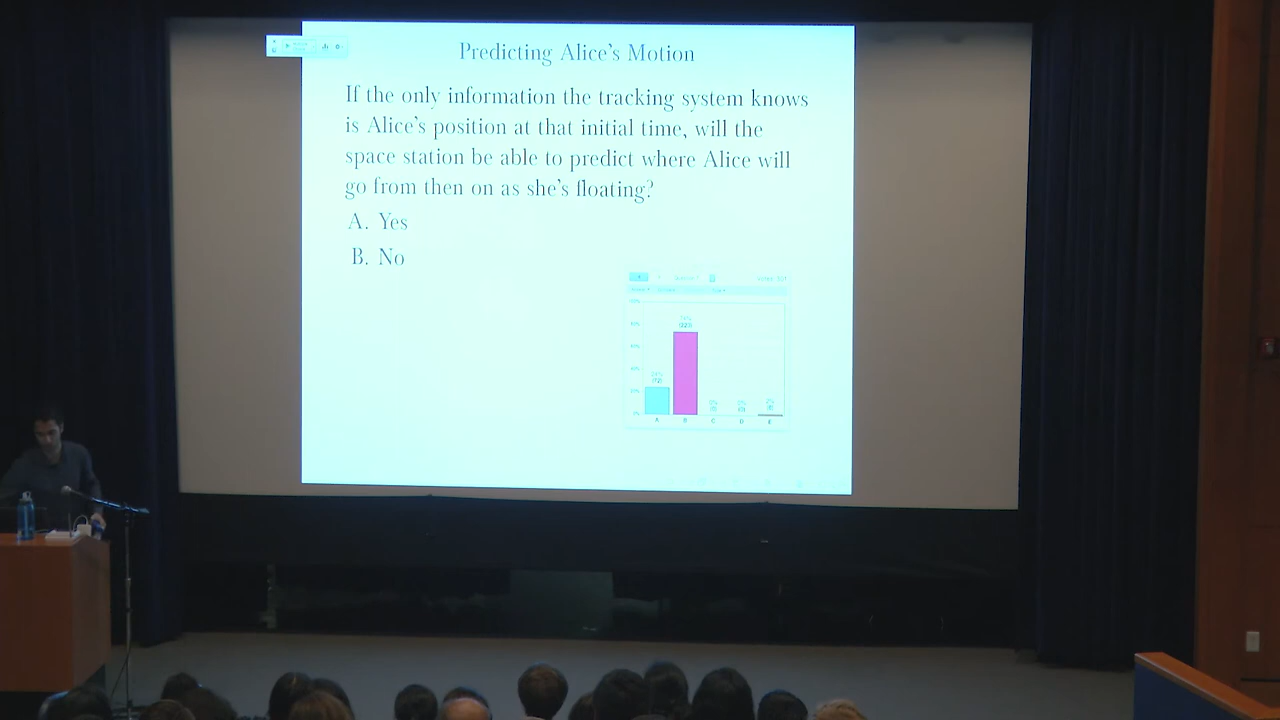 Predicting Alice's Motion
If the only information the tracking system knows
is Alice's position at that initial time, will the
space station be able to predict where Alice will
go from then on as she's floating?
A. Yes
B. No
A B C D E